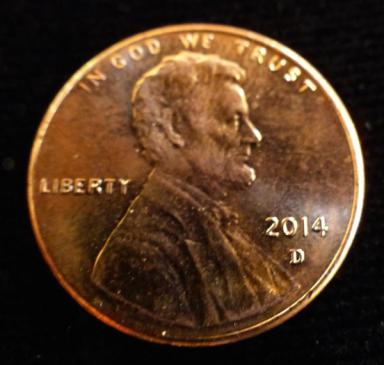 IN GOD WE TRUST
LIBERTY
2014
D